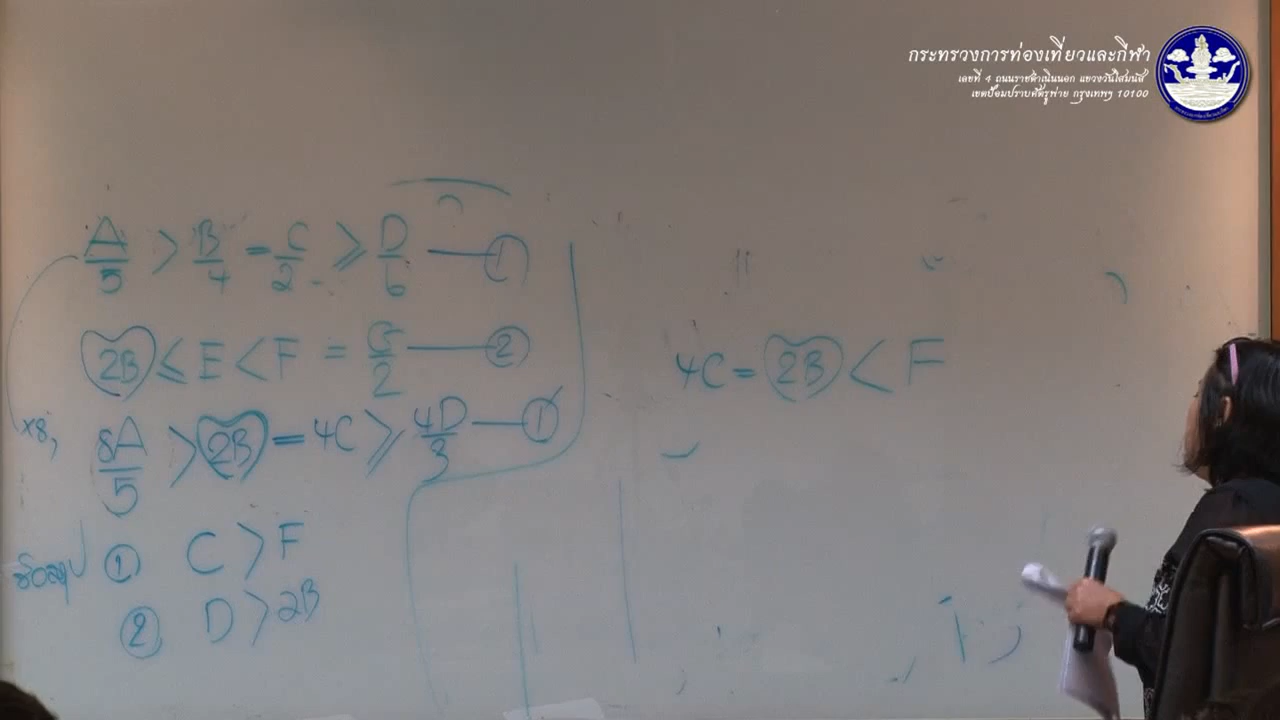 กระทรวงการท่องเที่ยวและกีฬา
เลขที่ 4 ถนนราชดำเนินนอก แขวงวัดโสมนัส
เขตป้อมปราบศัตรูพ่าย กรุงเทพฯ 10100
A/5 > B/4 = C/2 ≥ D/6 — ①
2B ≤ E < F = G/2 — ②
×8, 8A/5 > 2B = 4C ≥ 4D/3 — ①
ข้อสรุป ① C > F
② D > 2B
4C = 2B < F